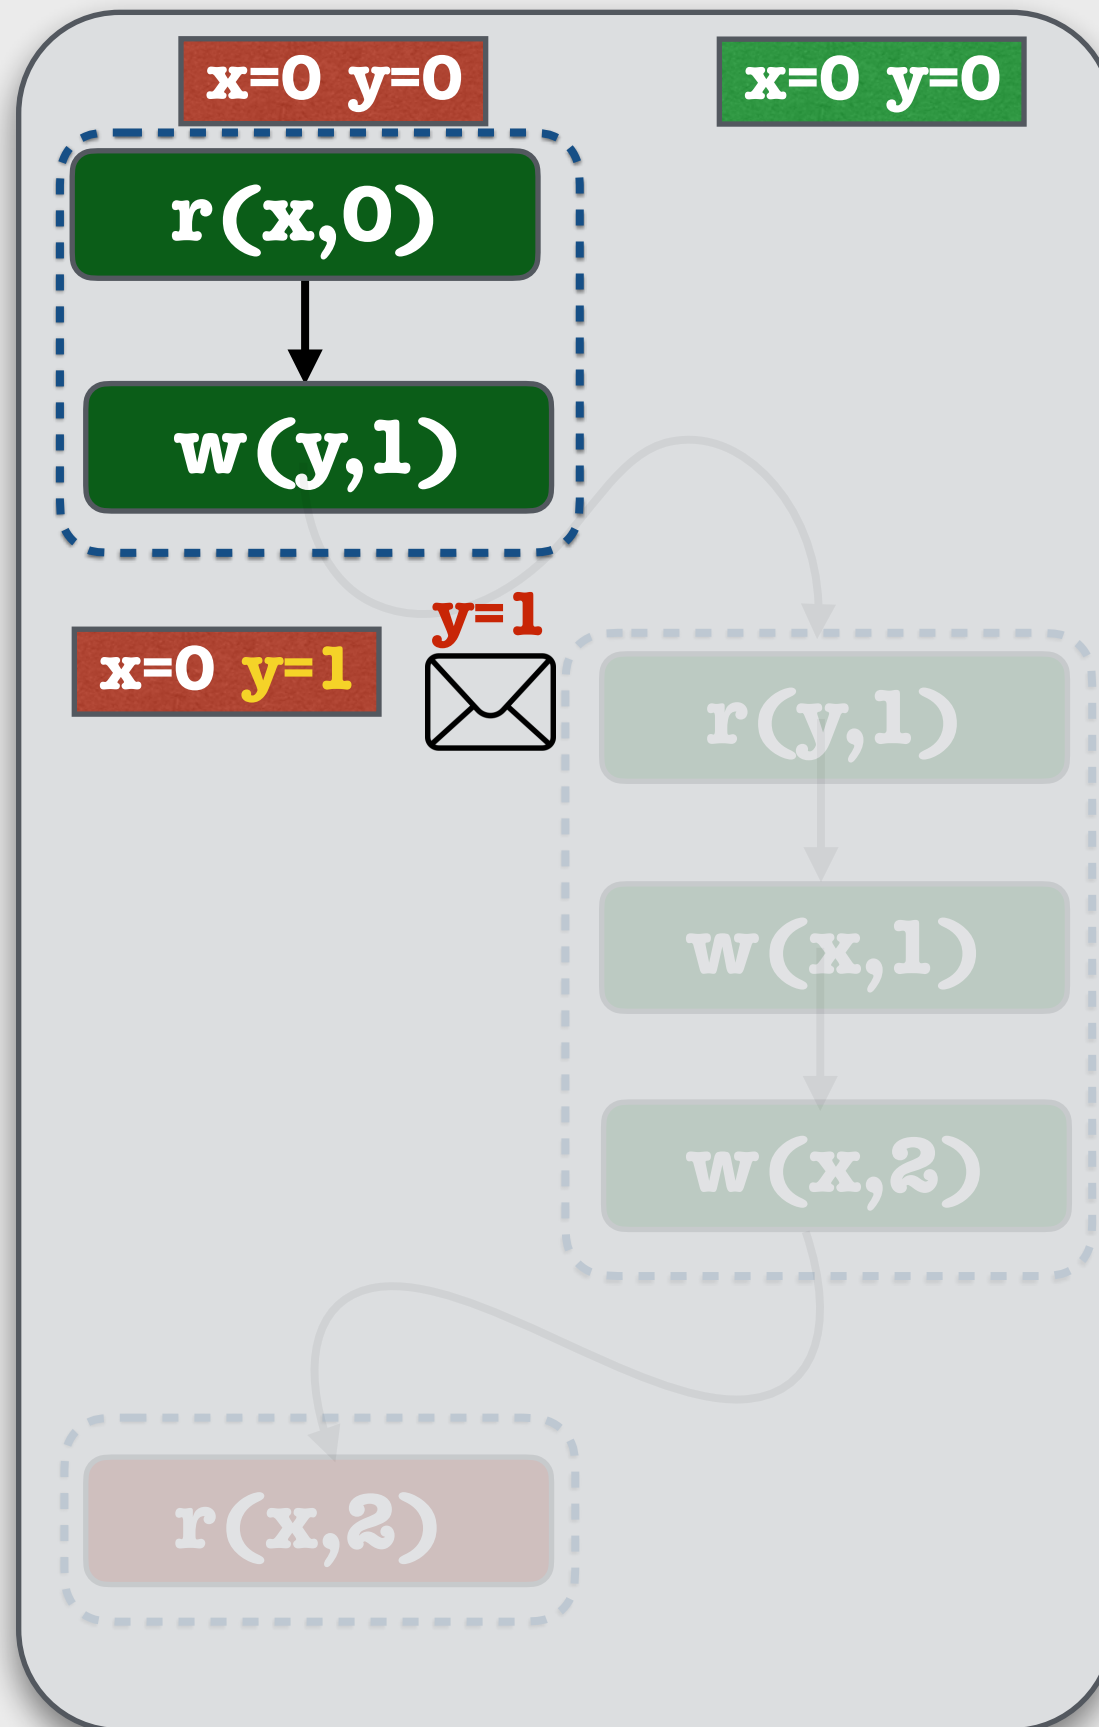 x=0 y=0
x=0 y=0
r(x,0)
w(y,1)
y=1
x=0 y=1
r(y,1)
w(x,1)
w(x,2)
r(x,2)